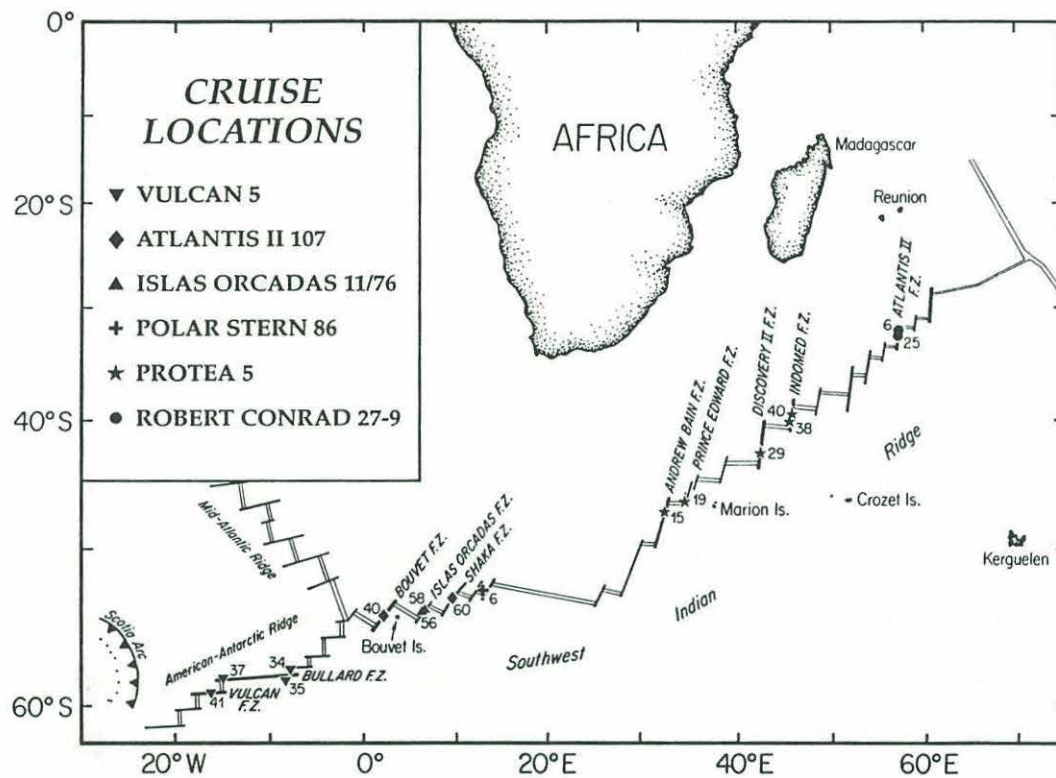 0°
20°S
40°S
60°S
CRUISE
LOCATIONS
VULCAN 5
ATLANTIS II 107
ISLAS ORCADAS 11/76
POLAR STERN 86
PROTEA 5
ROBERT CONRAD 27-9
AFRICA
Madagascar
Reunion
ATLANTIS II
F.Z.
6
25
INDOMED F.Z.
DISCOVERY II F.Z.
40
38
29
PRINCE EDWARD F.Z.
ANDREW BAIN F.Z.
19
15
Marion Is.
Crozet Is.
Kerguelen
Ridge
Indian
Southwest
Mid-Atlantic Ridge
BOUVET F.Z.
ISLAS ORCADAS F.Z.
SHAKA F.Z.
40
58
56
60
6
Bouvet Is.
Scotia Arc
American-Antarctic Ridge
34
37
35
BULLARD F.Z.
41
VULCAN
F.Z.
20°W
0°
20°E
40°E
60°E